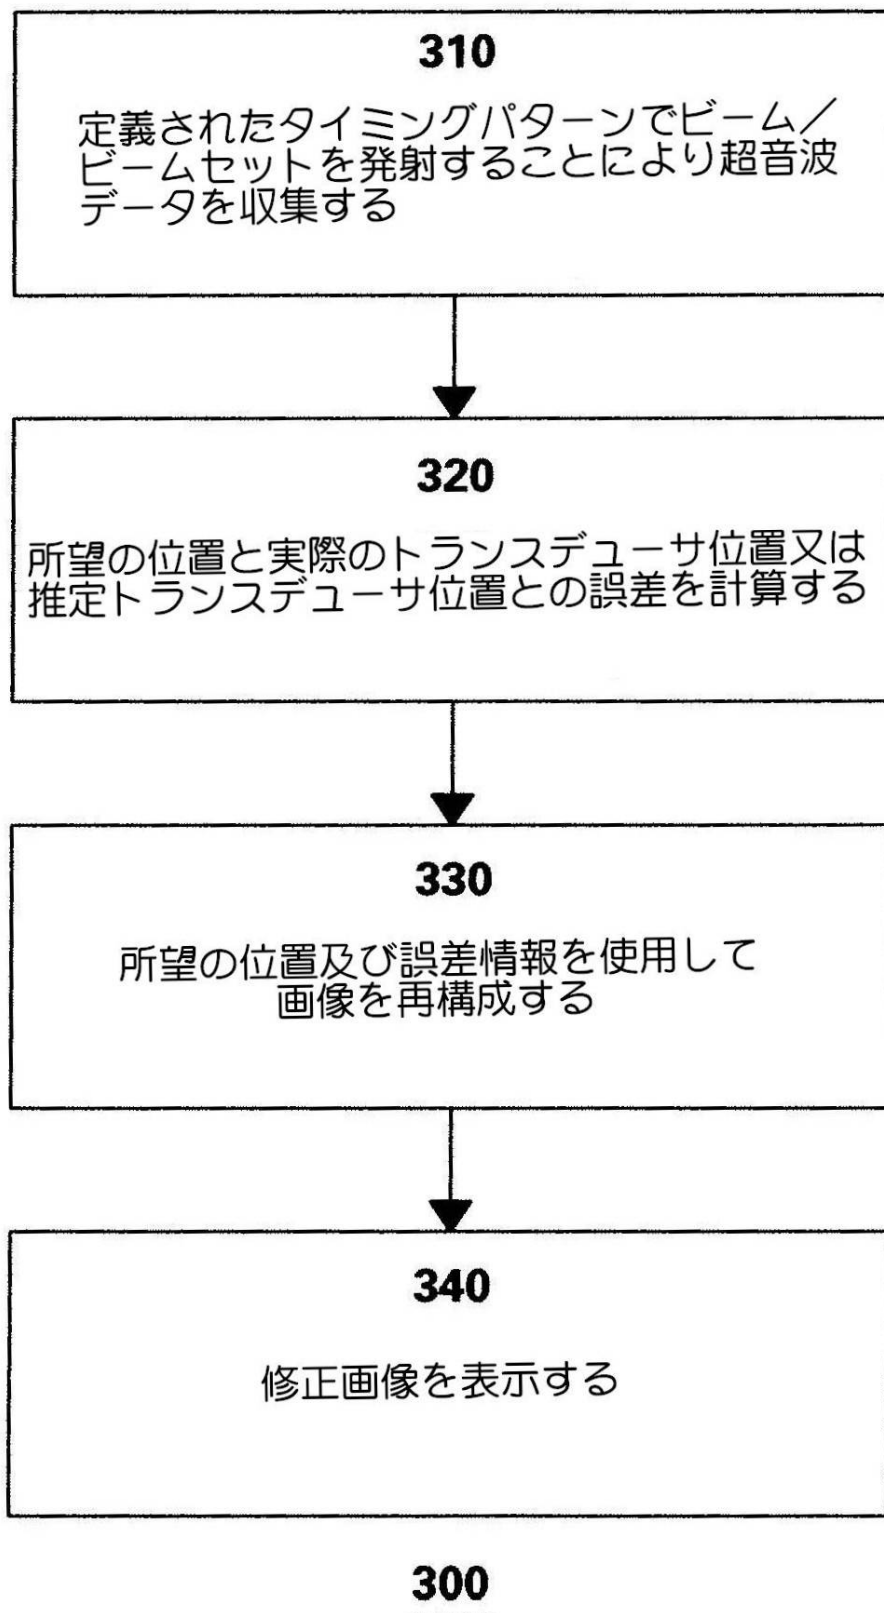 310
定義されたタイミングパターンでビーム／
ビームセットを発射することにより超音波
データを収集する
320
所望の位置と実際のトランスデューサ位置又は
推定トランスデューサ位置との誤差を計算する
330
所望の位置及び誤差情報を使用して
画像を再構成する
340
修正画像を表示する
300